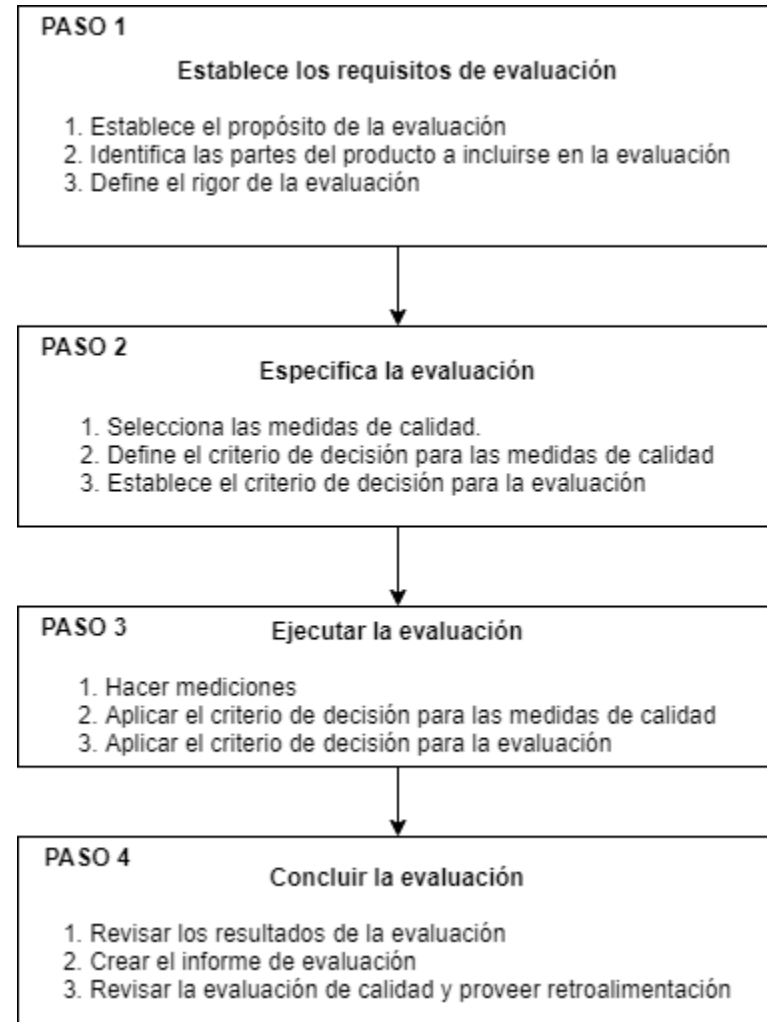 PASO 1
Establece los requisitos de evaluación
1. Establece el propósito de la evaluación
2. Identifica las partes del producto a incluirse en la evaluación
3. Define el rigor de la evaluación
PASO 2
Especifica la evaluación
1. Selecciona las medidas de calidad.
2. Define el criterio de decisión para las medidas de calidad
3. Establece el criterio de decisión para la evaluación
PASO 3
Ejecutar la evaluación
1. Hacer mediciones
2. Aplicar el criterio de decisión para las medidas de calidad
3. Aplicar el criterio de decisión para la evaluación
PASO 4
Concluir la evaluación
1. Revisar los resultados de la evaluación
2. Crear el informe de evaluación
3. Revisar la evaluación de calidad y proveer retroalimentación